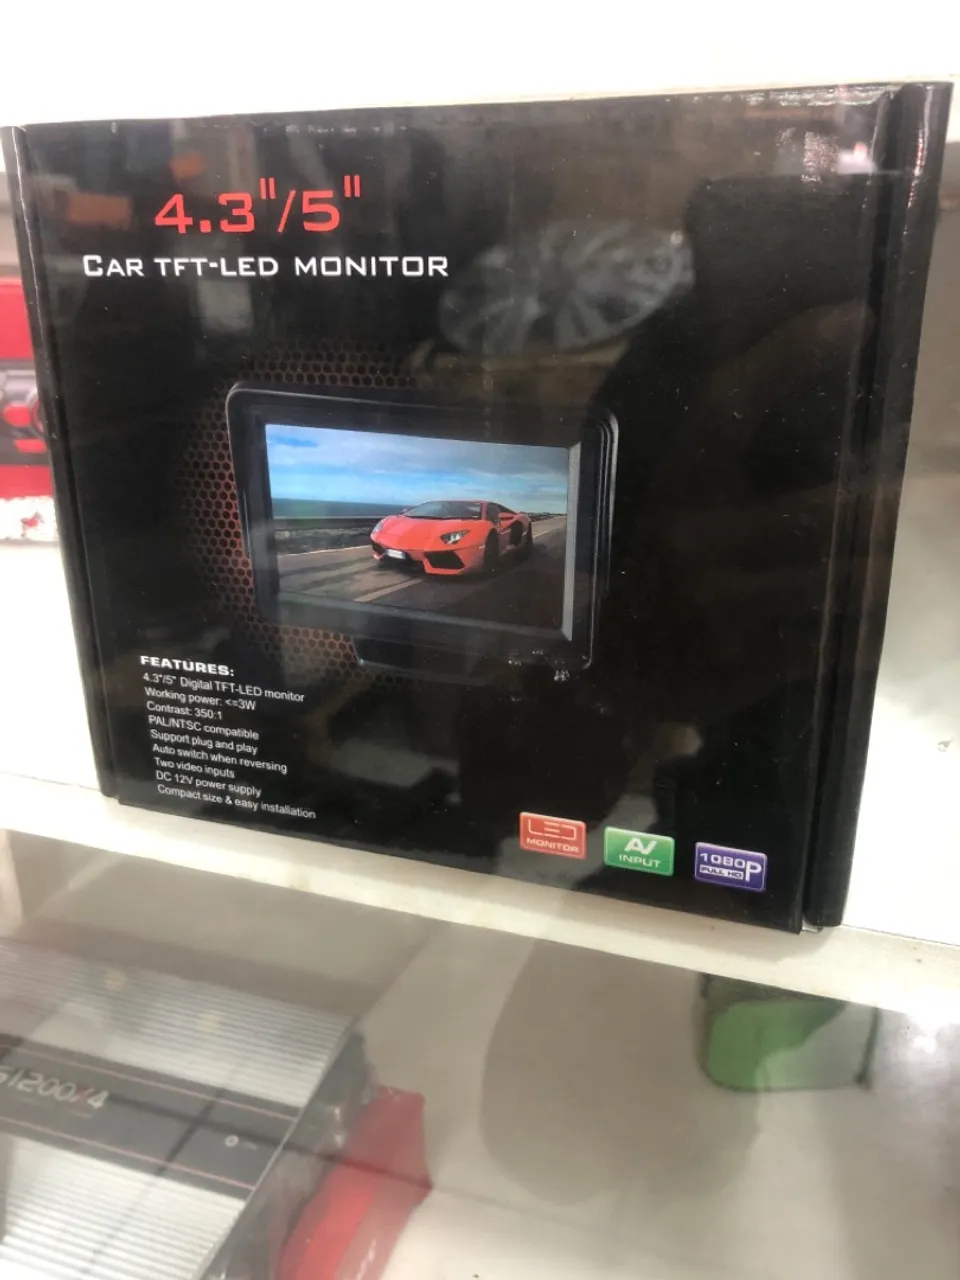 4.3"/5"
CAR TFT-LED MONITOR
FEATURES:
4.3"/5" Digital TFT-LED monitor
Working power: <=3W
Contrast: 350:1
PAL/NTSC compatible
Support plug and play
Auto switch when reversing
Two video inputs
DC 12V power supply
Compact size & easy installation
LED
MONITOR
AV
INPUT
1080P
FULL HD
1200/4